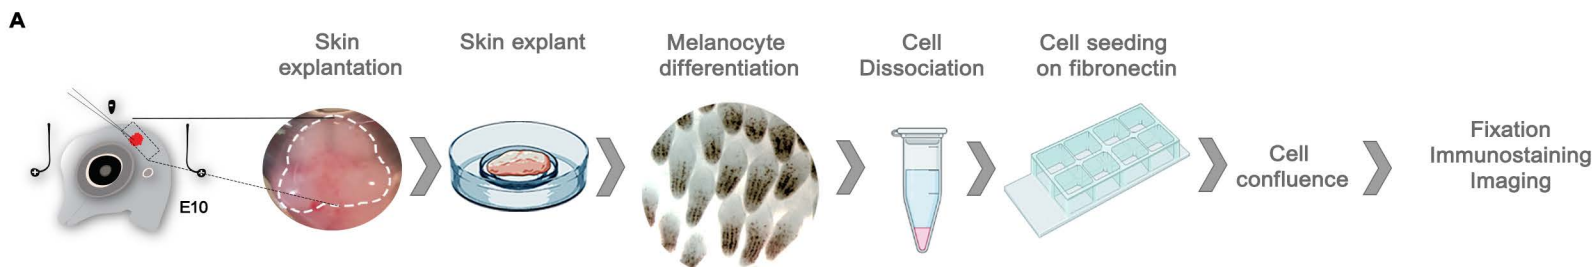 A
Skin
explantation
Skin explant
Melanocyte
differentiation
Cell
Dissociation
Cell seeding
on fibronectin
E10
Cell
confluence
Fixation
Immunostaining
Imaging